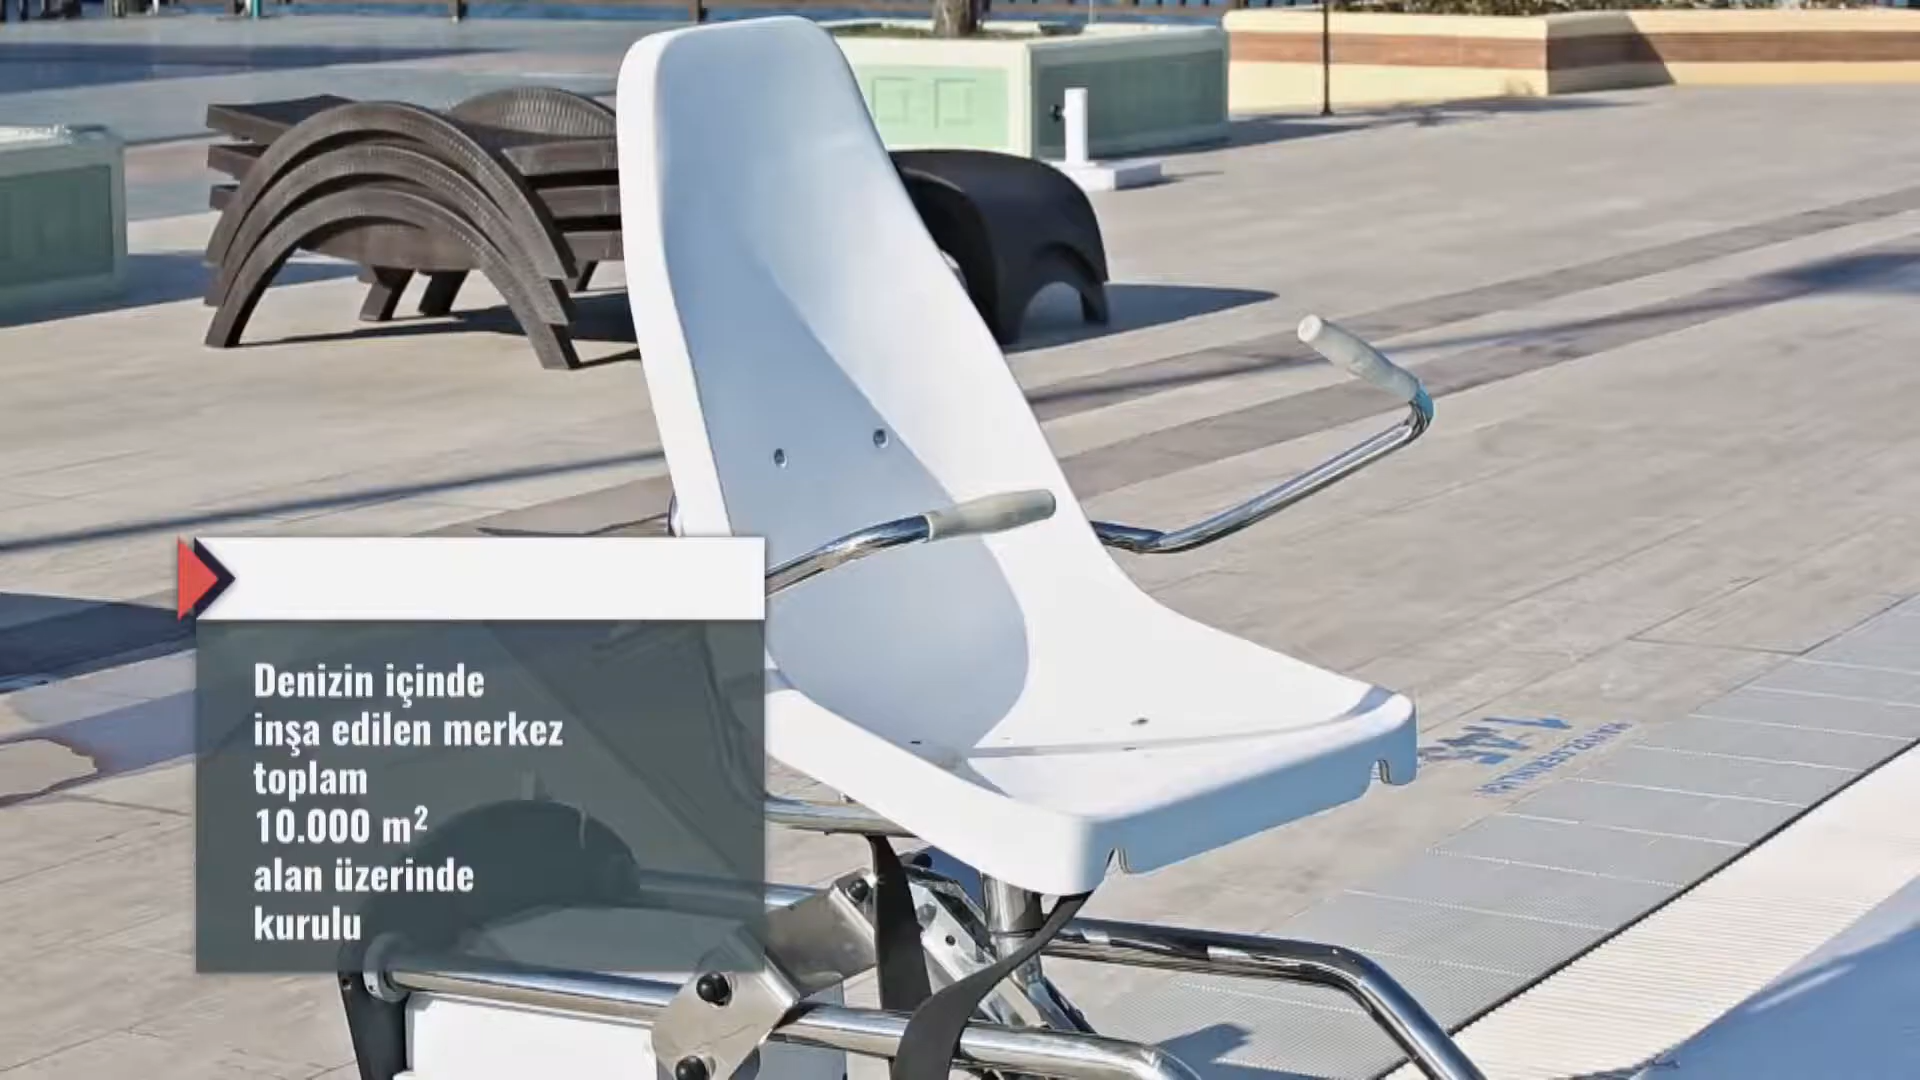 Denizin içinde
inşa edilen merkez
toplam
10.000 m²
alan üzerinde
kurulu